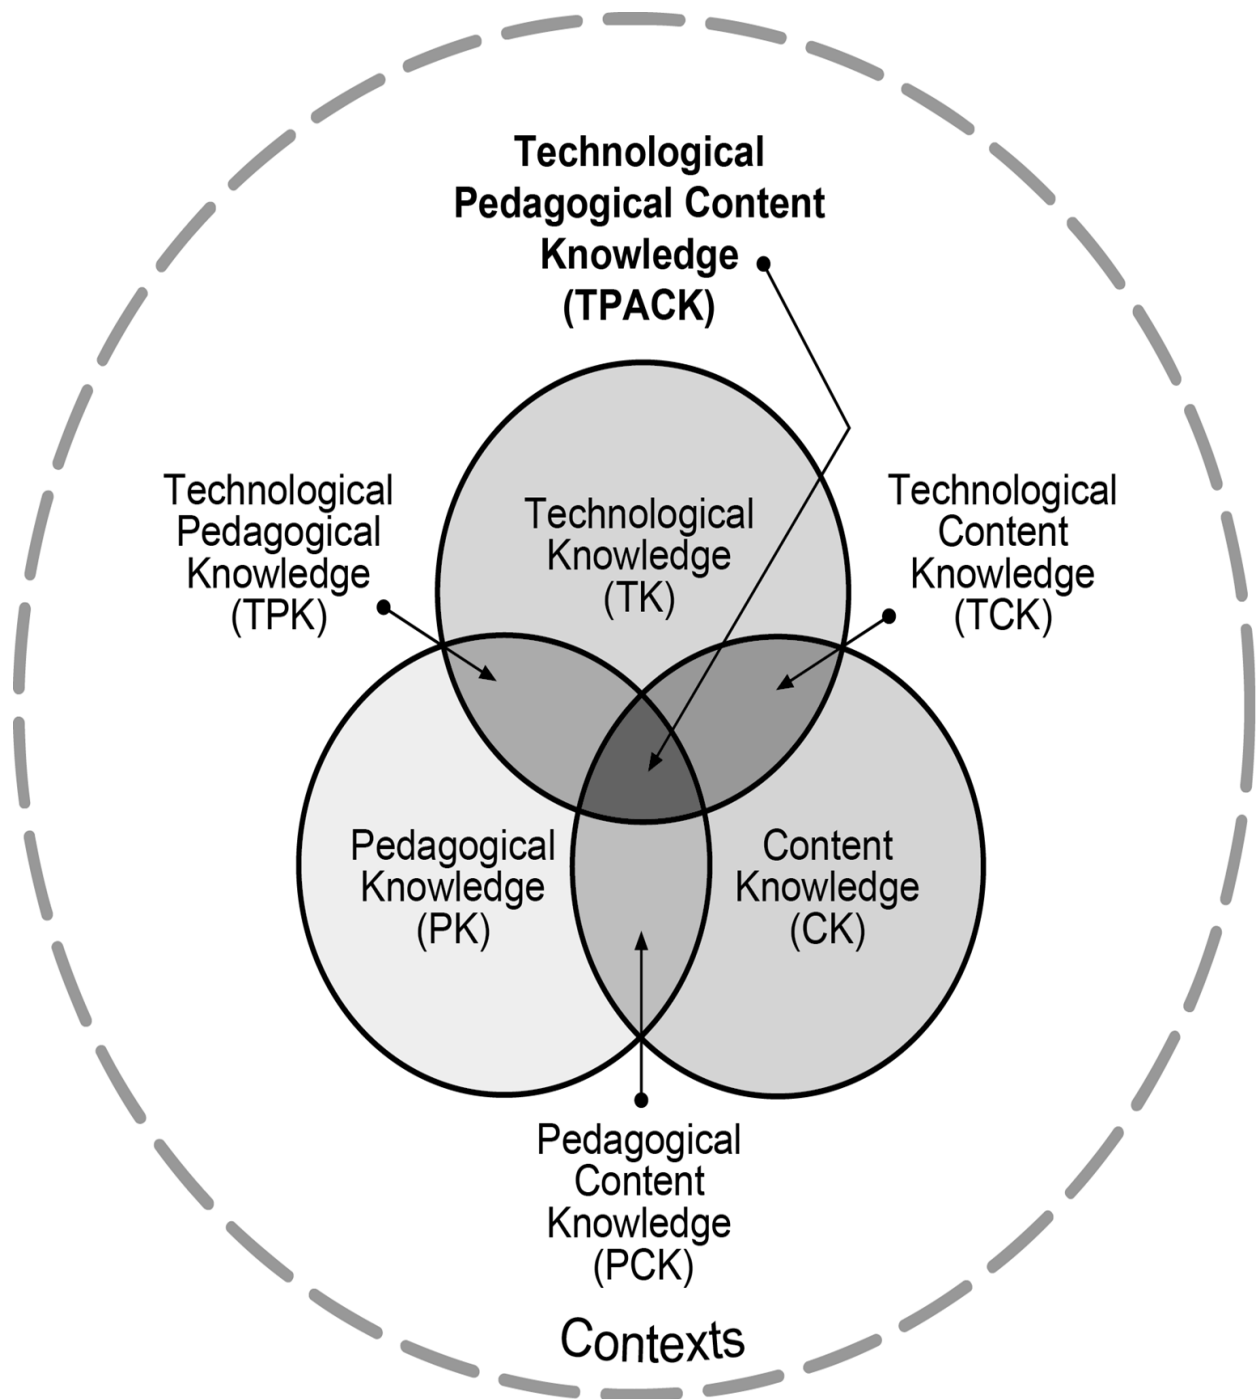 Technological
Pedagogical Content
Knowledge
(TPACK)
Technological
Pedagogical
Knowledge
(TPK)
Technological
Knowledge
(TK)
Technological
Content
Knowledge
(TCK)
Pedagogical
Knowledge
(PK)
Content
Knowledge
(CK)
Pedagogical
Content
Knowledge
(PCK)
Contexts